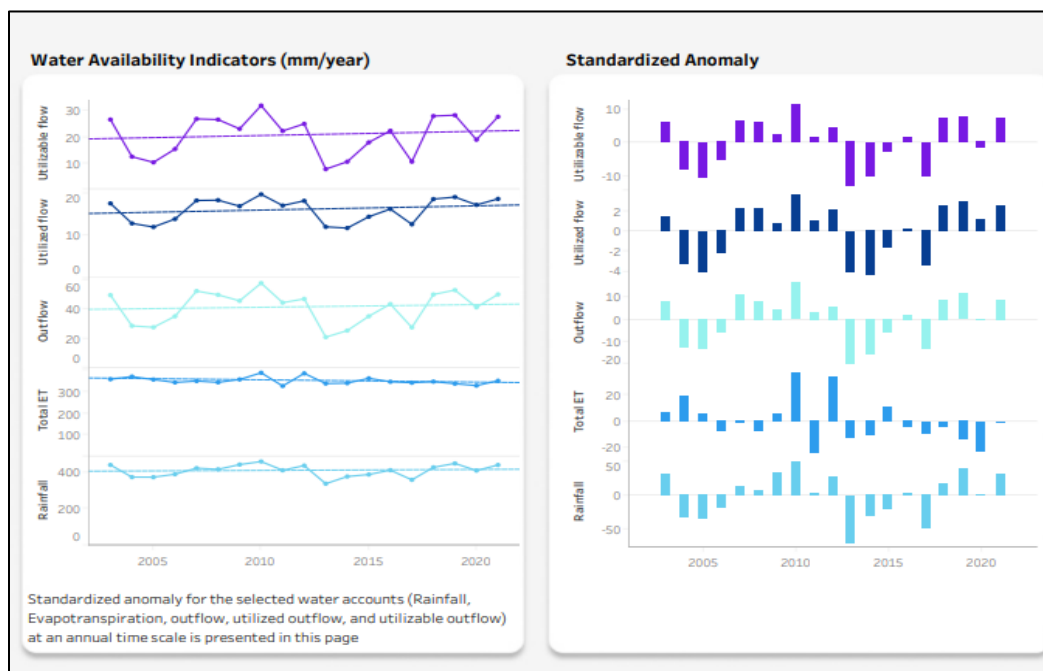 Water Availability Indicators (mm/year)
Utilizable flow
30
20
10
Utilized flow
20
10
0
Outflow
60
40
20
0
Total ET
300
200
100
Rainfall
400
200
0
2005
2010
2015
2020
Standardized anomaly for the selected water accounts (Rainfall,
Evapotranspiration, outflow, utilized outflow, and utilizable outflow)
at an annual time scale is presented in this page
Standardized Anomaly
Utilizable flow
10
0
-10
Utilized flow
2
0
-2
-4
Outflow
10
0
-10
-20
Total ET
20
0
-20
Rainfall
50
0
-50
2005
2010
2015
2020